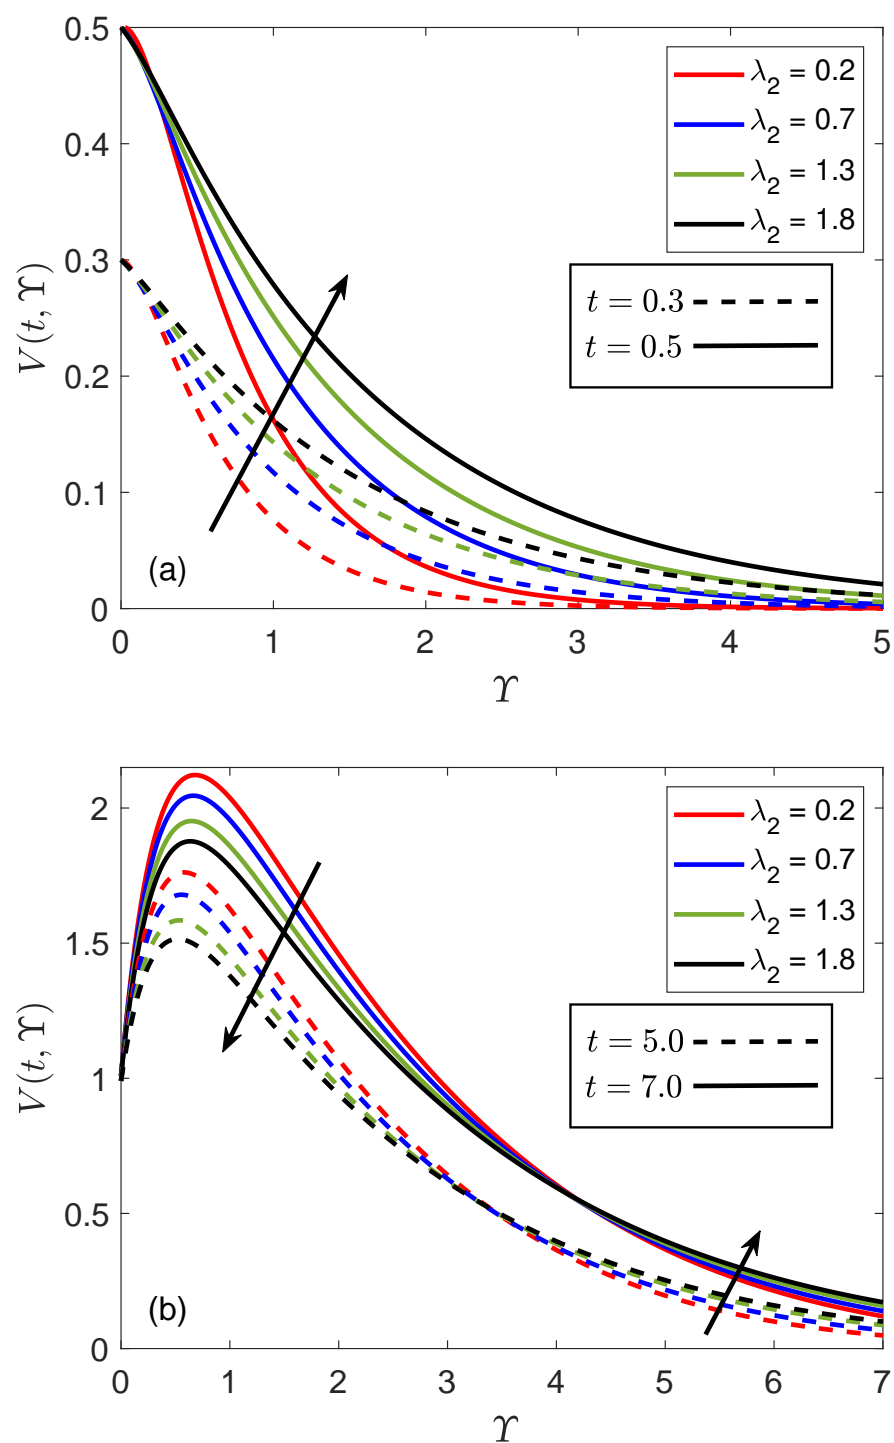 0.5
0.4
0.3
0.2
0.1
0
V(t, ϒ)
λ2 = 0.2
λ2 = 0.7
λ2 = 1.3
λ2 = 1.8
t = 0.3
t = 0.5
(a)
0 1 2 3 4 5
ϒ
2
1.5
1
0.5
0
V(t, ϒ)
λ2 = 0.2
λ2 = 0.7
λ2 = 1.3
λ2 = 1.8
t = 5.0
t = 7.0
(b)
0 1 2 3 4 5 6 7
ϒ